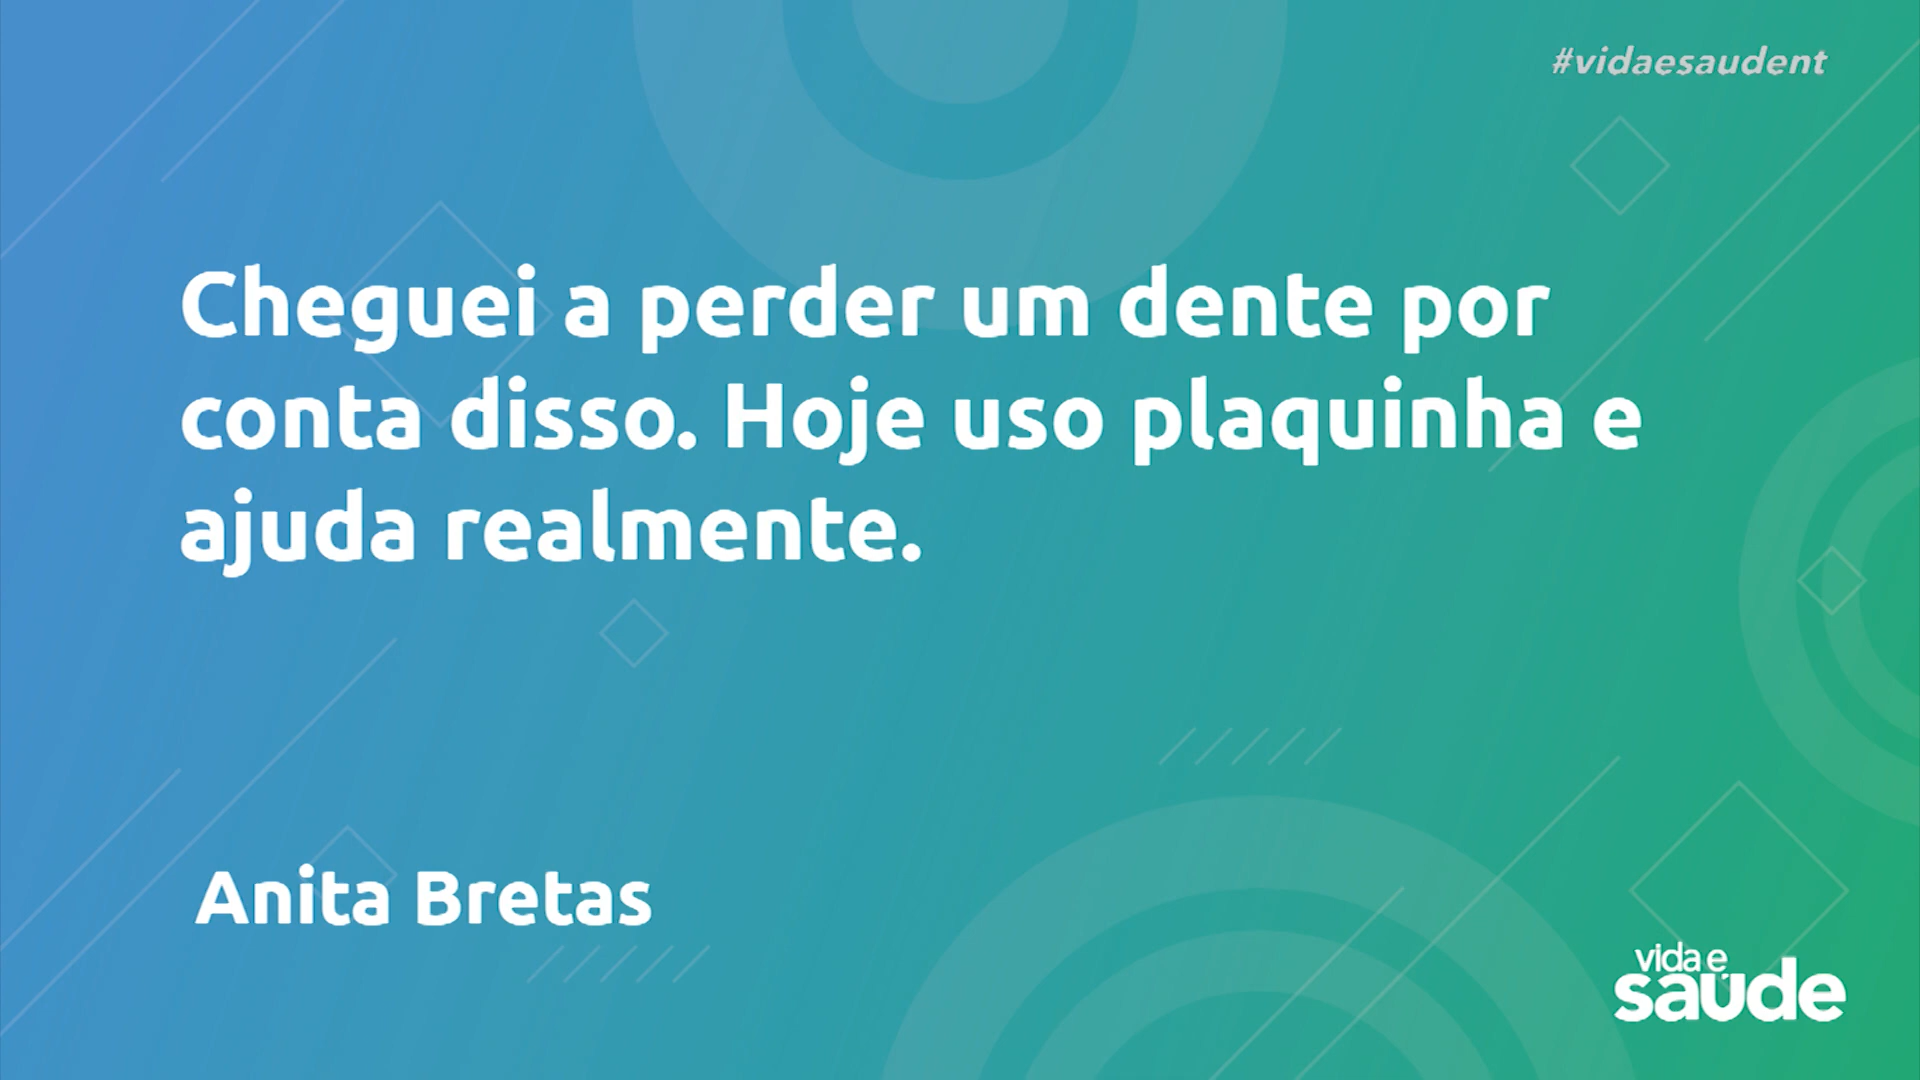 #vidaesaudent
Cheguei a perder um dente por
conta disso. Hoje uso plaquinha e
ajuda realmente.
Anita Bretas
vida e
saúde